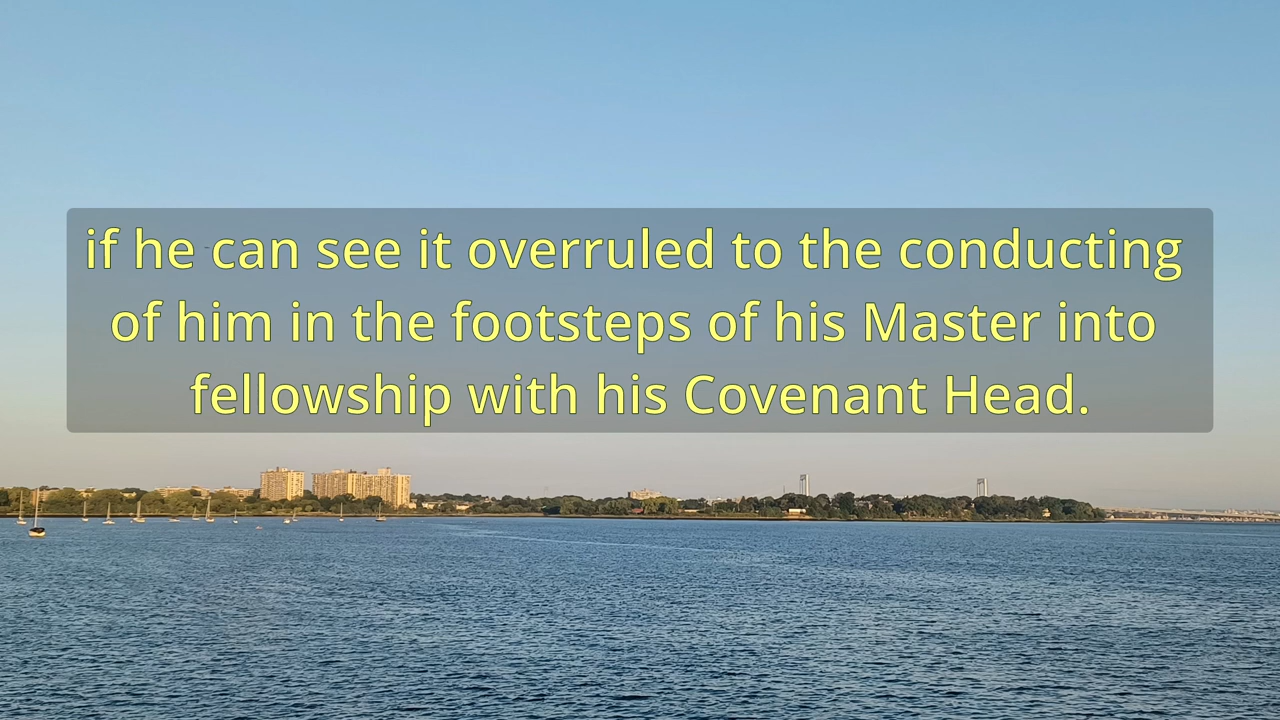 if he can see it overruled to the conducting
of him in the footsteps of his Master into
fellowship with his Covenant Head.